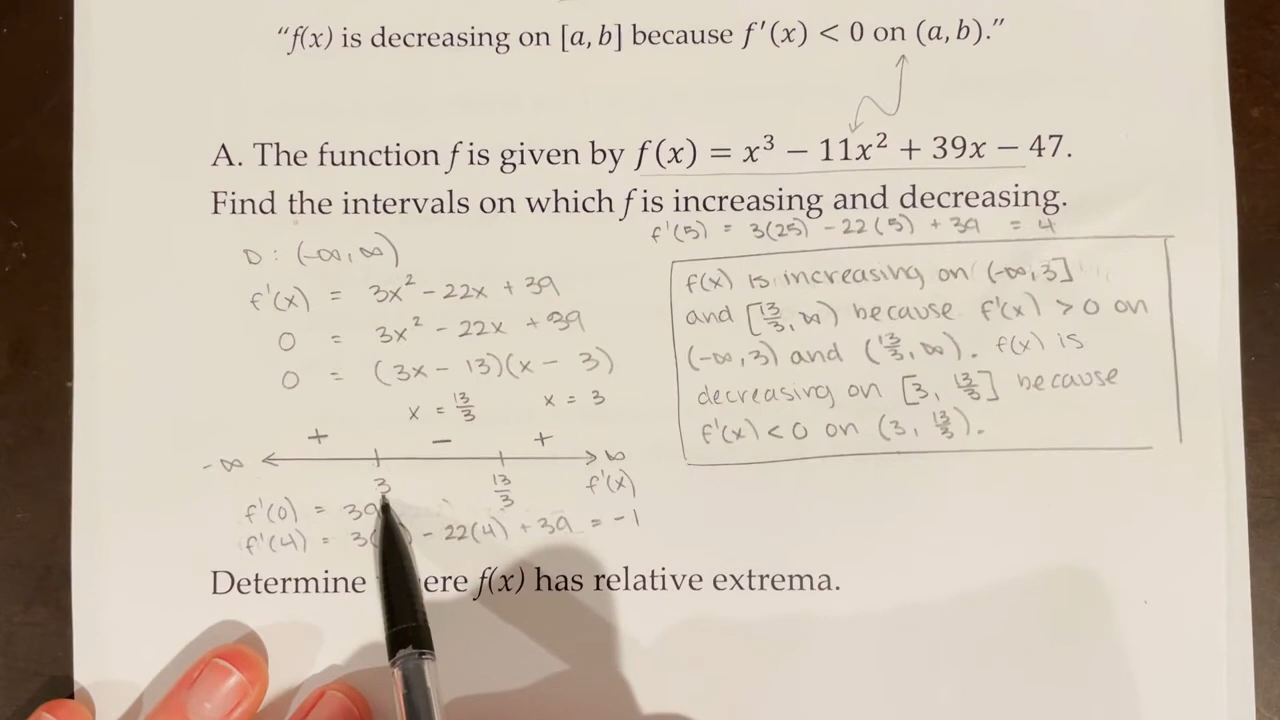 “f(x) is decreasing on [a, b] because f′(x) < 0 on (a, b).”
A. The function f is given by f(x) = x³ − 11x² + 39x − 47.
Find the intervals on which f is increasing and decreasing.
f'(5) = 3(25) - 22(5) + 39 = 4
D : (-∞, ∞)
f'(x) = 3x² - 22x + 39
0 = 3x² - 22x + 39
0 = (3x - 13)(x - 3)
x = 13/3 x = 3
+ - +
-∞ ∞
3 13/3 f'(x)
f'(0) = 39
f'(4) = 3( ) - 22(4) + 39 = -1
f(x) is increasing on (-∞, 3]
and [13/3, ∞) because f'(x) > 0 on
(-∞, 3) and (13/3, ∞). f(x) is
decreasing on [3, 13/3] because
f'(x) < 0 on (3, 13/3).
Determine ere f(x) has relative extrema.